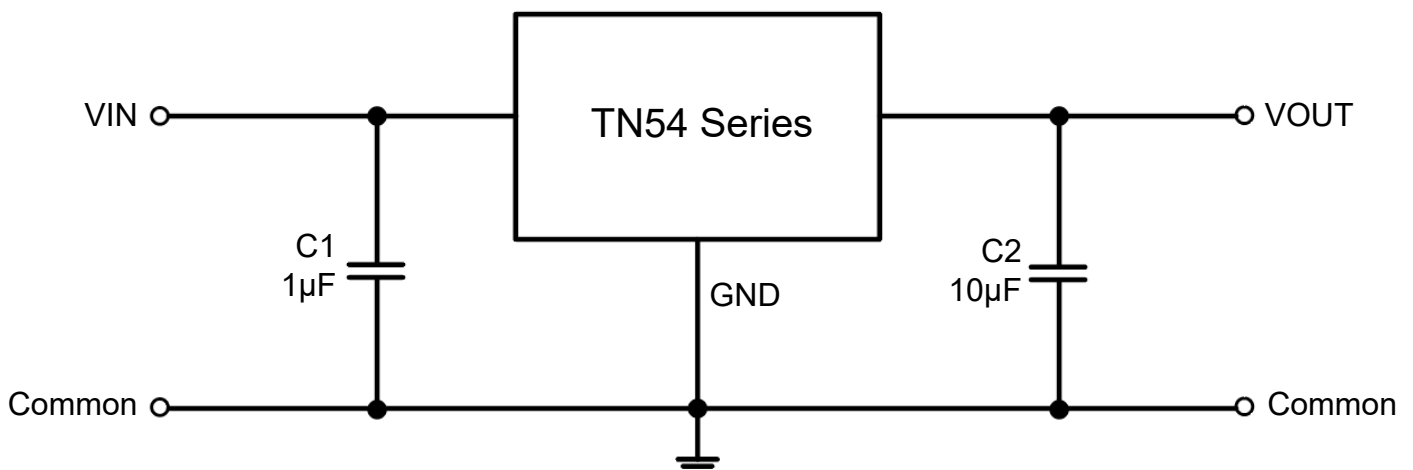 VIN
TN54 Series
VOUT
C1
1µF
GND
C2
10µF
Common
Common